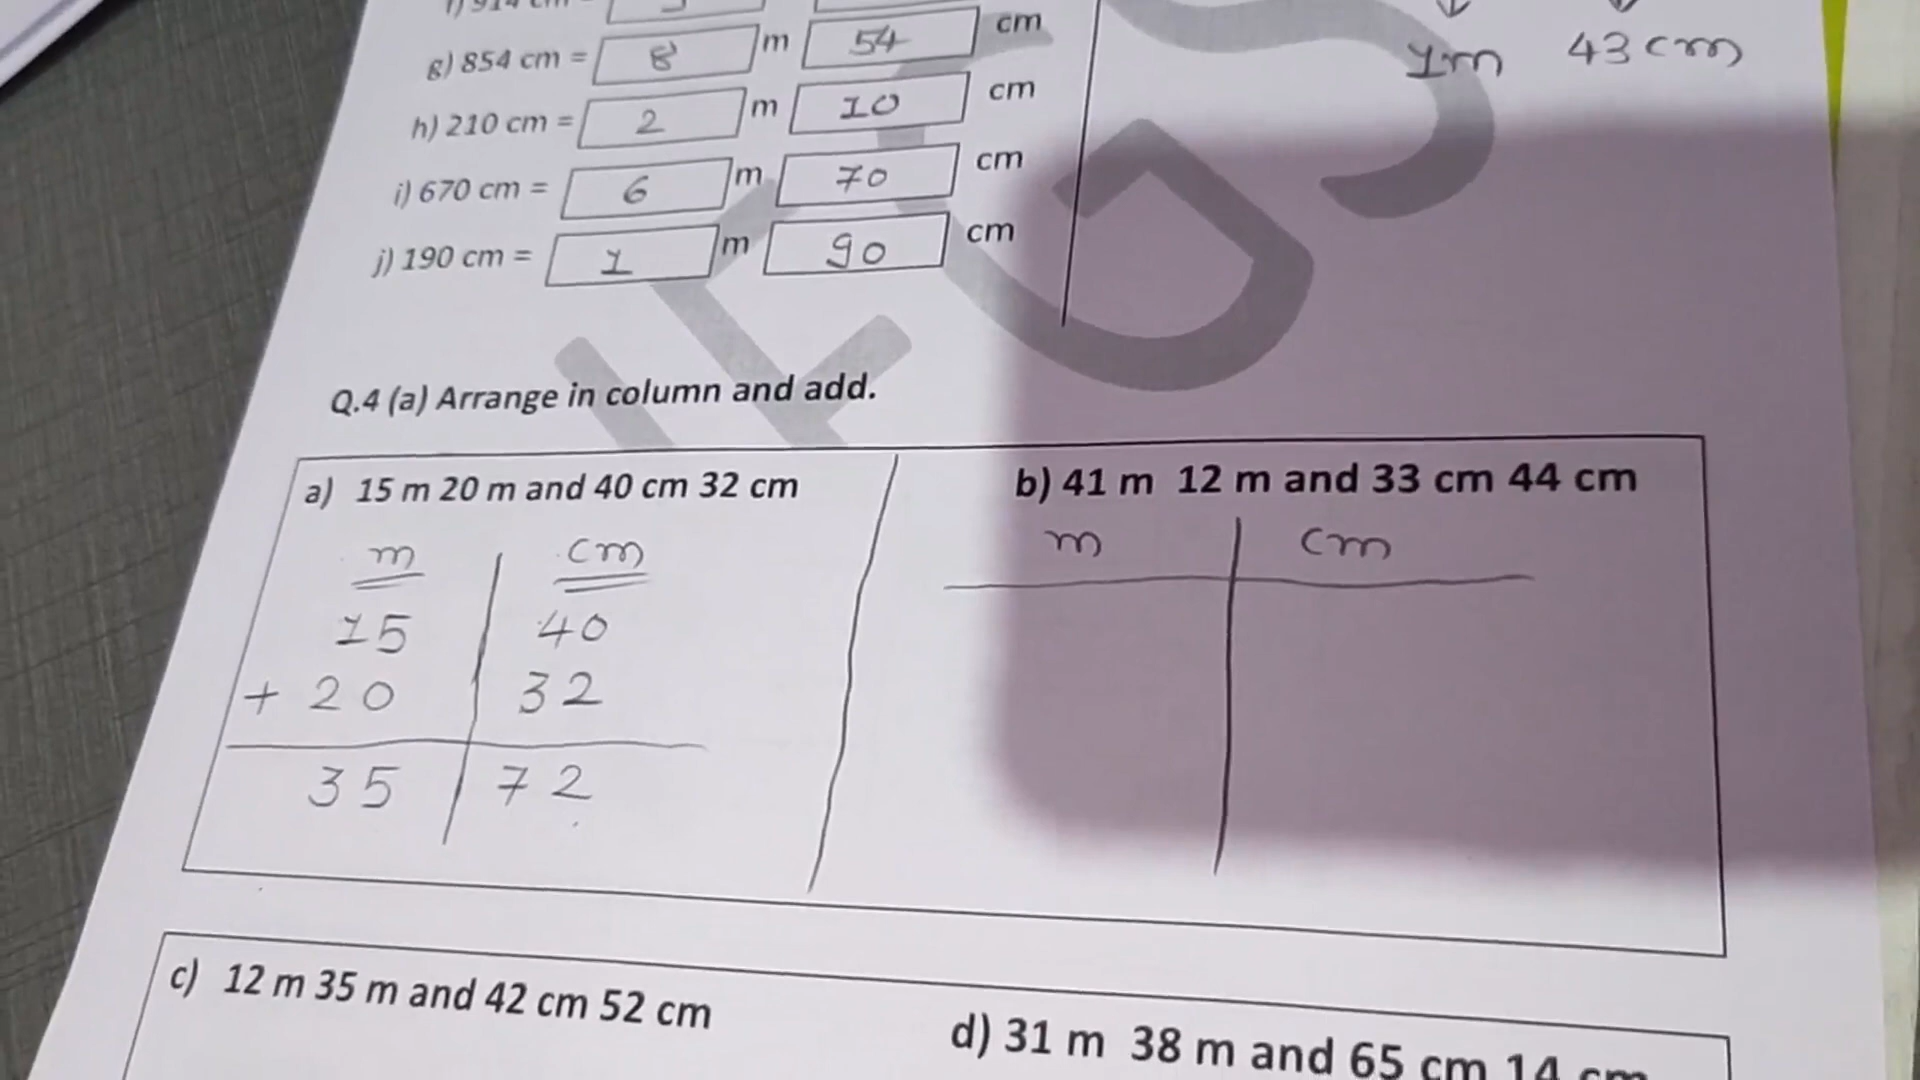 g) 854 cm = 8 m 54 cm
h) 210 cm = 2 m 10 cm
i) 670 cm = 6 m 70 cm
j) 190 cm = 1 m 90 cm
1m 43 cm
Q.4 (a) Arrange in column and add.
a) 15 m 20 m and 40 cm 32 cm
m cm
15 40
+ 20 32
35 72
b) 41 m 12 m and 33 cm 44 cm
m cm
c) 12 m 35 m and 42 cm 52 cm
d) 31 m 38 m and 65 cm 14 cm